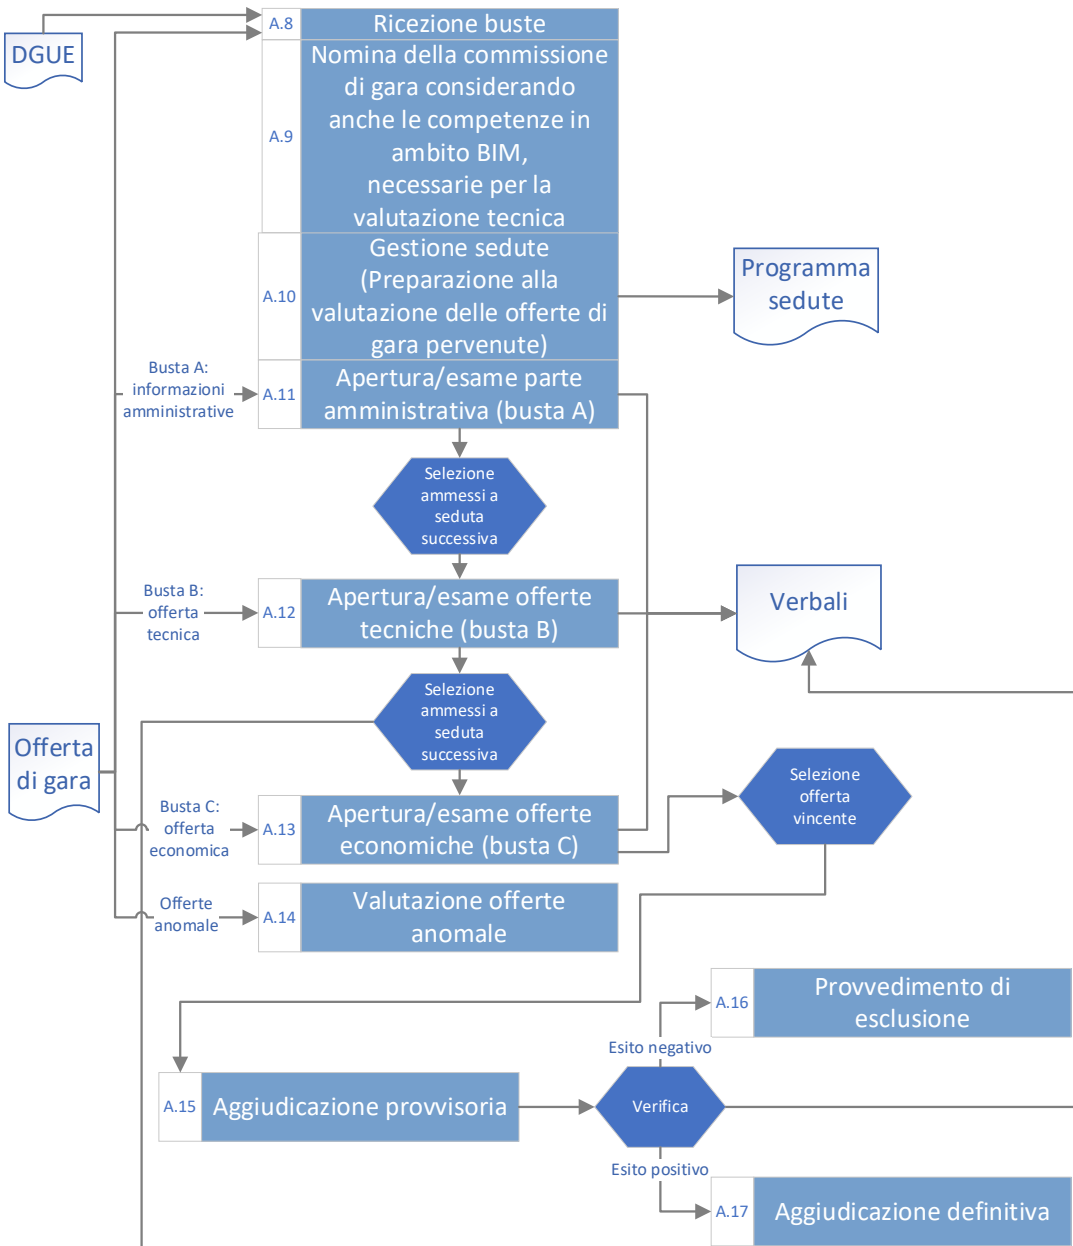 DGUE
A.8
Ricezione buste
A.9
Nomina della commissione
di gara considerando
anche le competenze in
ambito BIM,
necessarie per la
valutazione tecnica
A.10
Gestione sedute
(Preparazione alla
valutazione delle offerte di
gara pervenute)
Programma
sedute
Busta A:
informazioni
amministrative
A.11
Apertura/esame parte
amministrativa (busta A)
Selezione
ammessi a
seduta
successiva
Busta B:
offerta
tecnica
A.12
Apertura/esame offerte
tecniche (busta B)
Verbali
Selezione
ammessi a
seduta
successiva
Offerta
di gara
Busta C:
offerta
economica
A.13
Apertura/esame offerte
economiche (busta C)
Selezione
offerta
vincente
Offerte
anomale
A.14
Valutazione offerte
anomale
A.16
Provvedimento di
esclusione
Esito negativo
A.15
Aggiudicazione provvisoria
Verifica
Esito positivo
A.17
Aggiudicazione definitiva